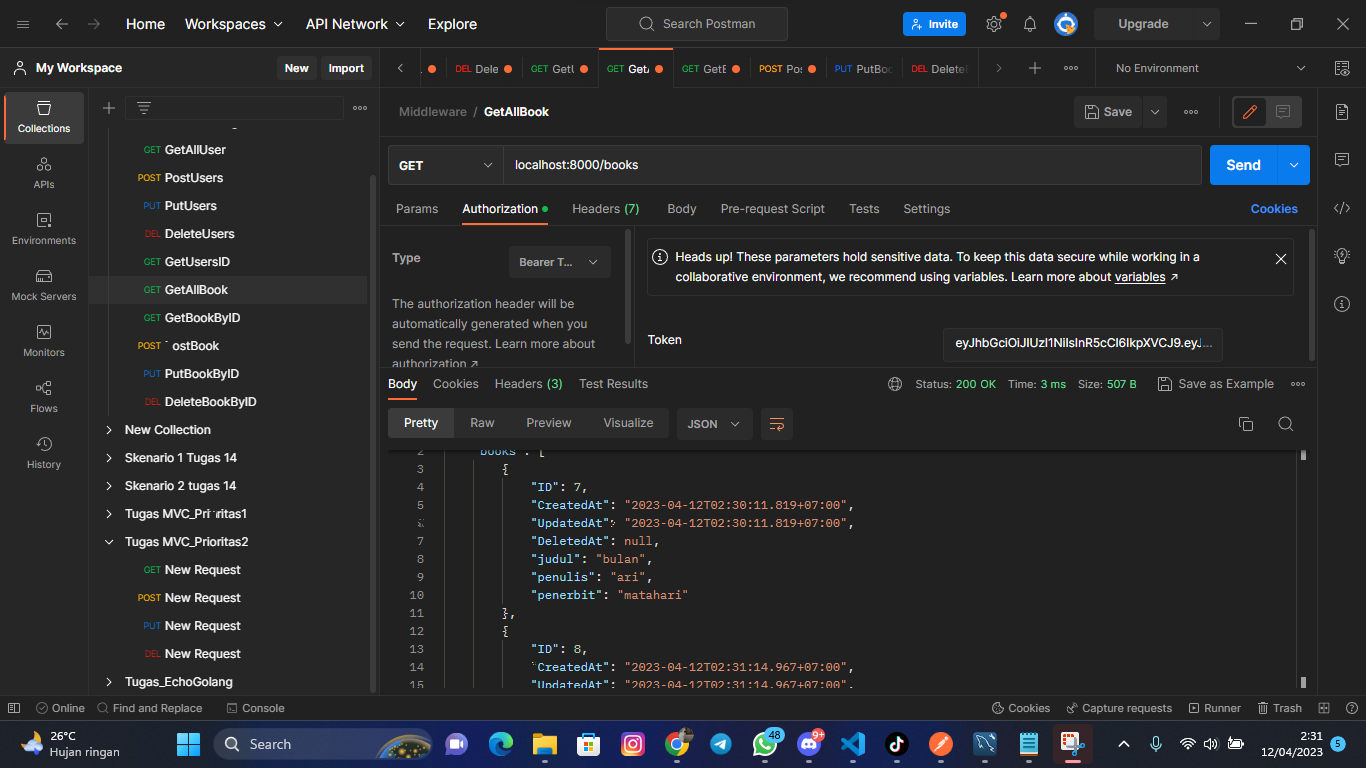 Home Workspaces API Network Explore Search Postman Invite Upgrade
My Workspace New Import DEL Dele GET GetU GET GetA GET GetE POST Pos PUT PutBoo DEL Delete No Environment
Collections
APIs
Environments
Mock Servers
Monitors
Flows
History
GET GetAllUser
POST PostUsers
PUT PutUsers
DEL DeleteUsers
GET GetUsersID
GET GetAllBook
GET GetBookByID
POST ostBook
PUT PutBookByID
DEL DeleteBookByID
New Collection
Skenario 1 Tugas 14
Skenario 2 tugas 14
Tugas MVC_Prioritas1
Tugas MVC_Prioritas2
GET New Request
POST New Request
PUT New Request
DEL New Request
Tugas_EchoGolang
Middleware / GetAllBook Save
GET localhost:8000/books Send
Params Authorization Headers (7) Body Pre-request Script Tests Settings Cookies
Type Bearer T...
The authorization header will be
automatically generated when you
send the request. Learn more about
authorization ↗
Heads up! These parameters hold sensitive data. To keep this data secure while working in a
collaborative environment, we recommend using variables. Learn more about variables ↗
Token eyJhbGciOiJIUzI1NiIsInR5cCI6IkpXVCJ9.eyJ...
Body Cookies Headers (3) Test Results Status: 200 OK Time: 3 ms Size: 507 B Save as Example
Pretty Raw Preview Visualize JSON
2 "books": [
3 {
4 "ID": 7,
5 "CreatedAt": "2023-04-12T02:30:11.819+07:00",
"UpdatedAt": "2023-04-12T02:30:11.819+07:00",
7 "DeletedAt": null,
8 "judul": "bulan",
9 "penulis": "ari",
10 "penerbit": "matahari"
11 },
12 {
13 "ID": 8,
14 "CreatedAt": "2023-04-12T02:31:14.967+07:00",
15 "UpdatedAt": "2023-04-12T02:31:14.967+07:00",
Online Find and Replace Console Cookies Capture requests Runner Trash
26°C
Hujan ringan
Search
48
9+
2:31
12/04/2023
5